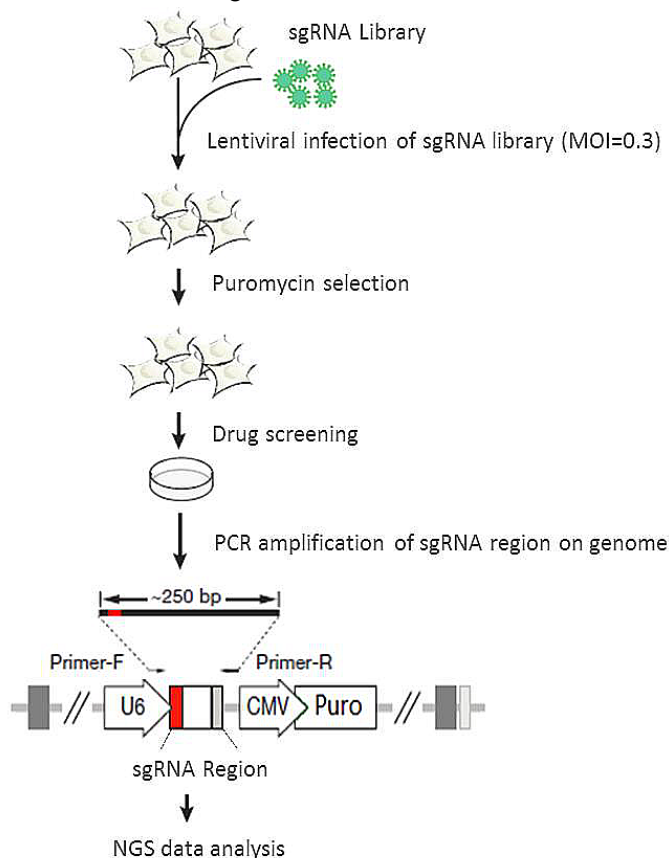 sgRNA Library
Lentiviral infection of sgRNA library (MOI=0.3)
Puromycin selection
Drug screening
PCR amplification of sgRNA region on genome
~250 bp
Primer-F
Primer-R
U6
CMV
Puro
sgRNA Region
NGS data analysis